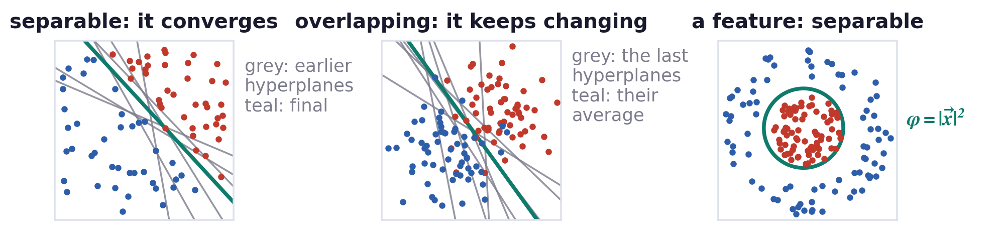 separable: it converges
grey: earlier
hyperplanes
teal: final
overlapping: it keeps changing
grey: the last
hyperplanes
teal: their
average
a feature: separable
φ = |x⃗|²